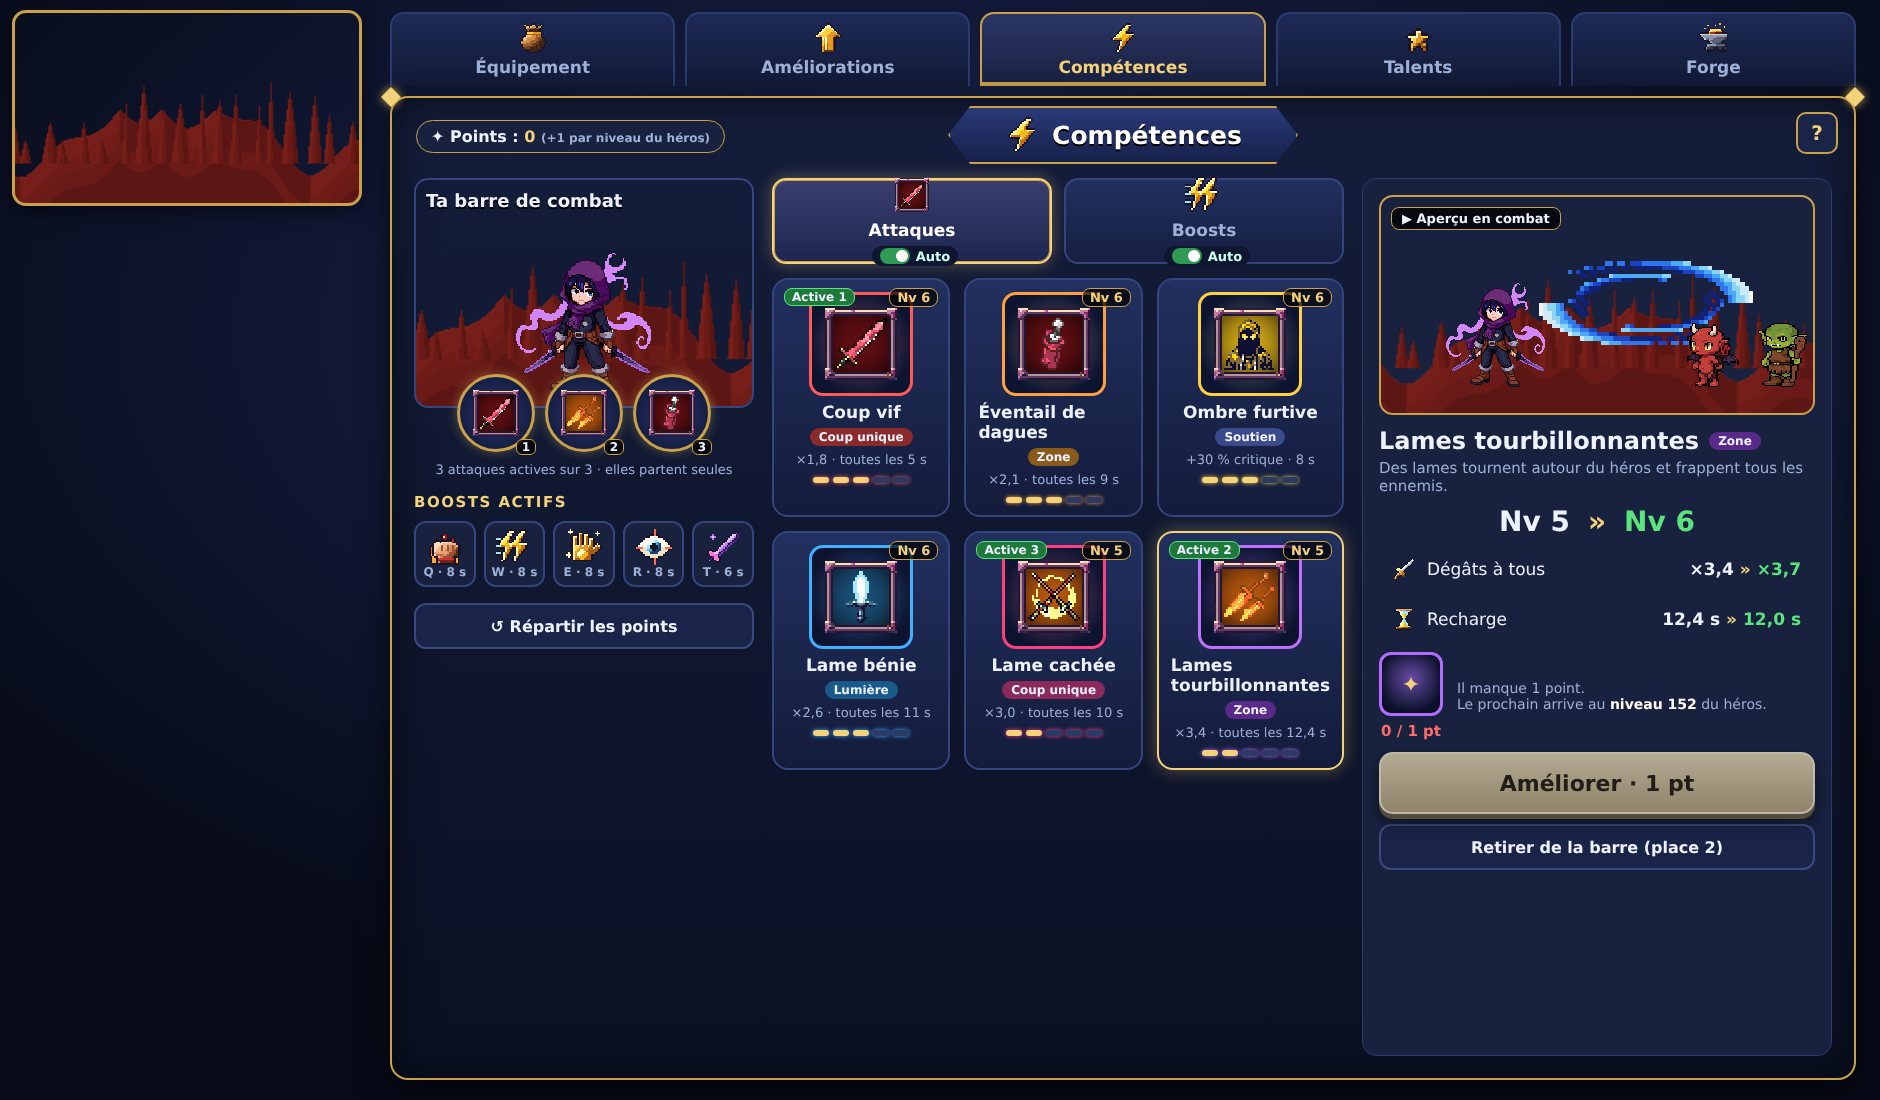 Équipement
Améliorations
Compétences
Talents
Forge
✦ Points : 0 (+1 par niveau du héros)
Compétences
?
Ta barre de combat
1
2
3
3 attaques actives sur 3 · elles partent seules
BOOSTS ACTIFS
Q · 8 s
W · 8 s
E · 8 s
R · 8 s
T · 6 s
↺ Répartir les points
Attaques
Auto
Boosts
Auto
Active 1
Nv 6
Coup vif
Coup unique
×1,8 · toutes les 5 s
Nv 6
Éventail de
dagues
Zone
×2,1 · toutes les 9 s
Nv 6
Ombre furtive
Soutien
+30 % critique · 8 s
Nv 6
Lame bénie
Lumière
×2,6 · toutes les 11 s
Active 3
Nv 5
Lame cachée
Coup unique
×3,0 · toutes les 10 s
Active 2
Nv 5
Lames
tourbillonnantes
Zone
×3,4 · toutes les 12,4 s
▶ Aperçu en combat
Lames tourbillonnantes Zone
Des lames tournent autour du héros et frappent tous les
ennemis.
Nv 5 » Nv 6
Dégâts à tous ×3,4 » ×3,7
Recharge 12,4 s » 12,0 s
Il manque 1 point.
Le prochain arrive au niveau 152 du héros.
0 / 1 pt
Améliorer · 1 pt
Retirer de la barre (place 2)